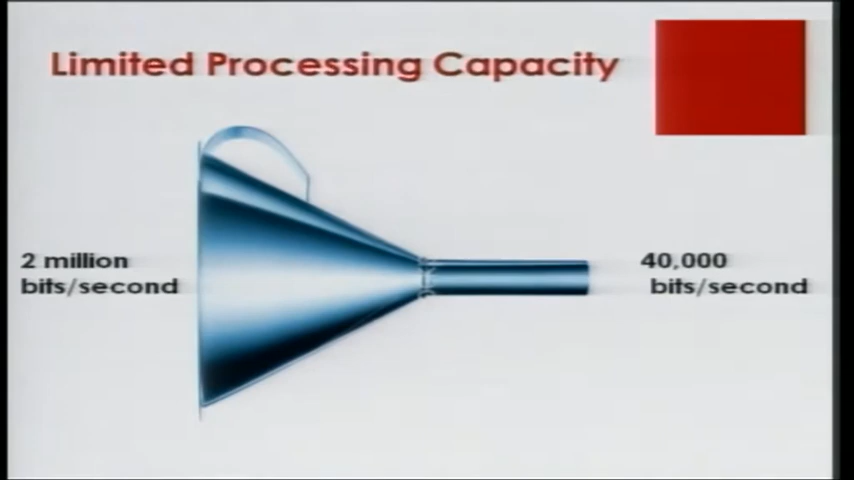 Limited Processing Capacity
2 million
bits/second
40,000
bits/second